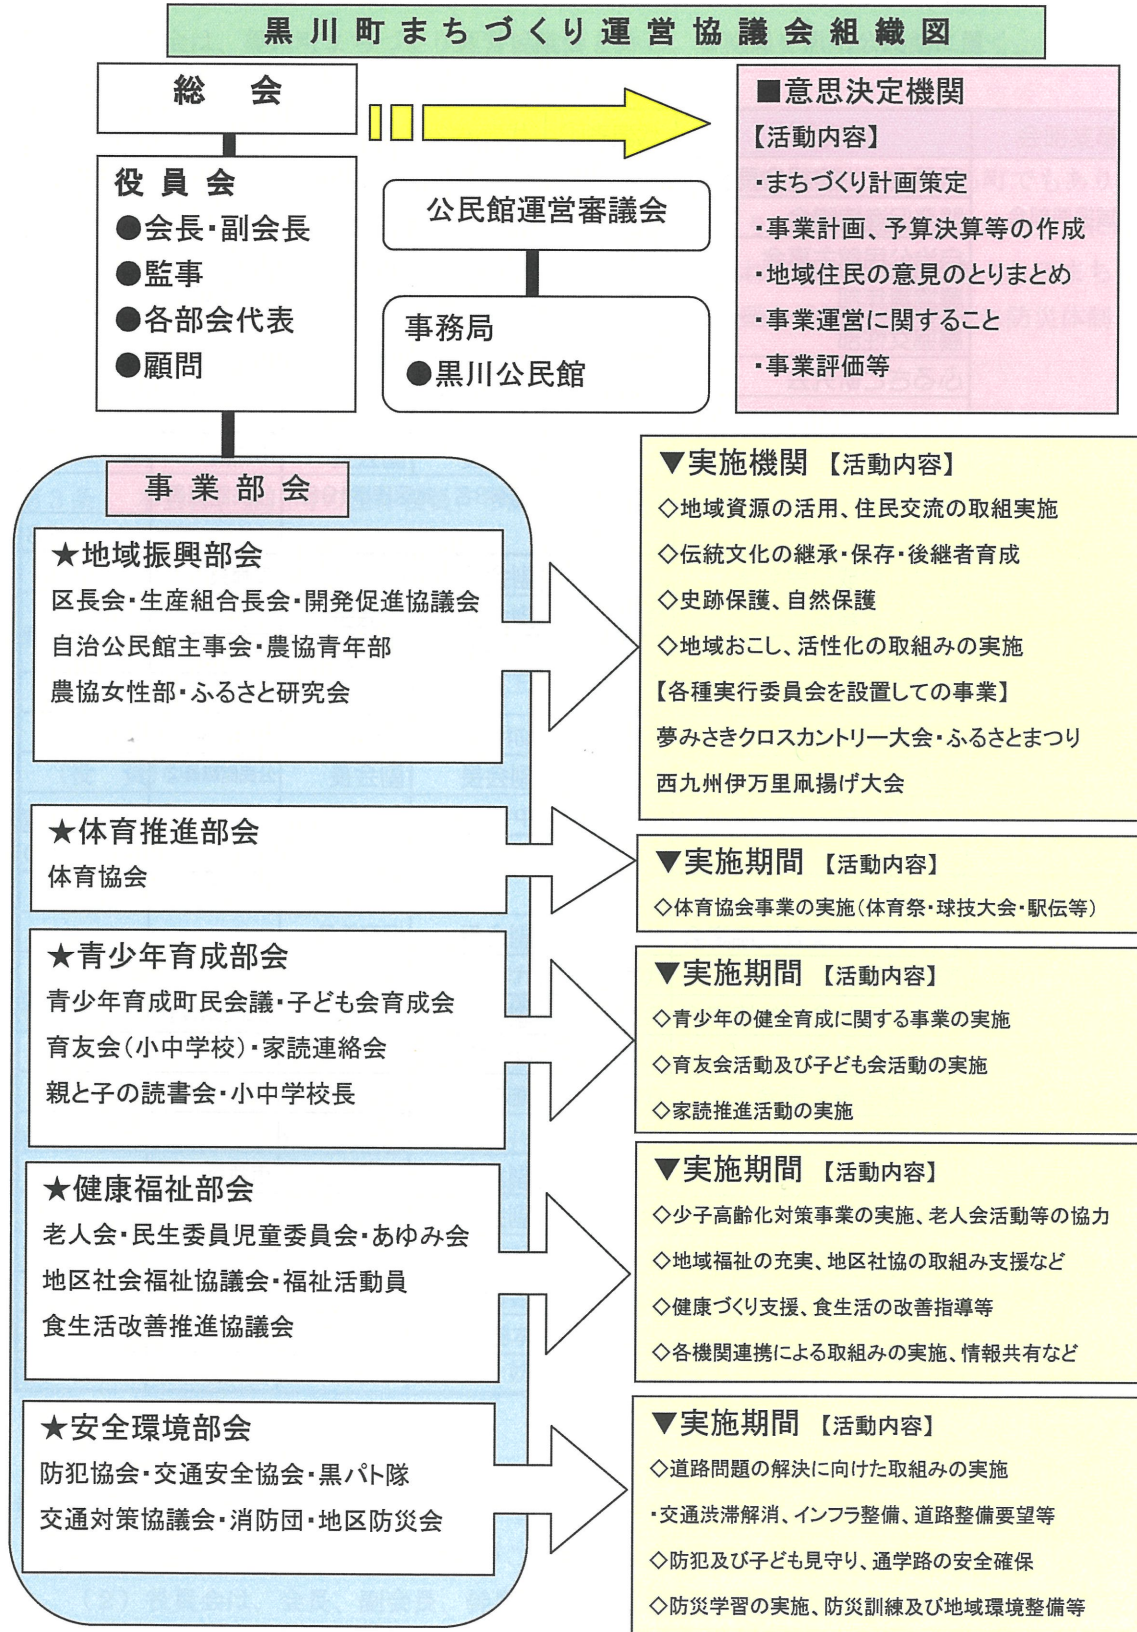 黒川町まちづくり運営協議会組織図
総　会
役 員 会
●会長・副会長
●監事
●各部会代表
●顧問
公民館運営審議会
事務局
●黒川公民館
■意思決定機関
【活動内容】
・まちづくり計画策定
・事業計画、予算決算等の作成
・地域住民の意見のとりまとめ
・事業運営に関すること
・事業評価等
事 業 部 会
★地域振興部会
区長会・生産組合長会・開発促進協議会
自治公民館主事会・農協青年部
農協女性部・ふるさと研究会
▼実施機関 【活動内容】
◇地域資源の活用、住民交流の取組実施
◇伝統文化の継承・保存・後継者育成
◇史跡保護、自然保護
◇地域おこし、活性化の取組みの実施
【各種実行委員会を設置しての事業】
夢みさきクロスカントリー大会・ふるさとまつり
西九州伊万里凧揚げ大会
★体育推進部会
体育協会
▼実施期間 【活動内容】
◇体育協会事業の実施(体育祭・球技大会・駅伝等)
★青少年育成部会
青少年育成町民会議・子ども会育成会
育友会(小中学校)・家読連絡会
親と子の読書会・小中学校長
▼実施期間 【活動内容】
◇青少年の健全育成に関する事業の実施
◇育友会活動及び子ども会活動の実施
◇家読推進活動の実施
★健康福祉部会
老人会・民生委員児童委員会・あゆみ会
地区社会福祉協議会・福祉活動員
食生活改善推進協議会
▼実施期間 【活動内容】
◇少子高齢化対策事業の実施、老人会活動等の協力
◇地域福祉の充実、地区社協の取組み支援など
◇健康づくり支援、食生活の改善指導等
◇各機関連携による取組みの実施、情報共有など
★安全環境部会
防犯協会・交通安全協会・黒パト隊
交通対策協議会・消防団・地区防災会
▼実施期間 【活動内容】
◇道路問題の解決に向けた取組みの実施
・交通渋滞解消、インフラ整備、道路整備要望等
◇防犯及び子ども見守り、通学路の安全確保
◇防災学習の実施、防災訓練及び地域環境整備等